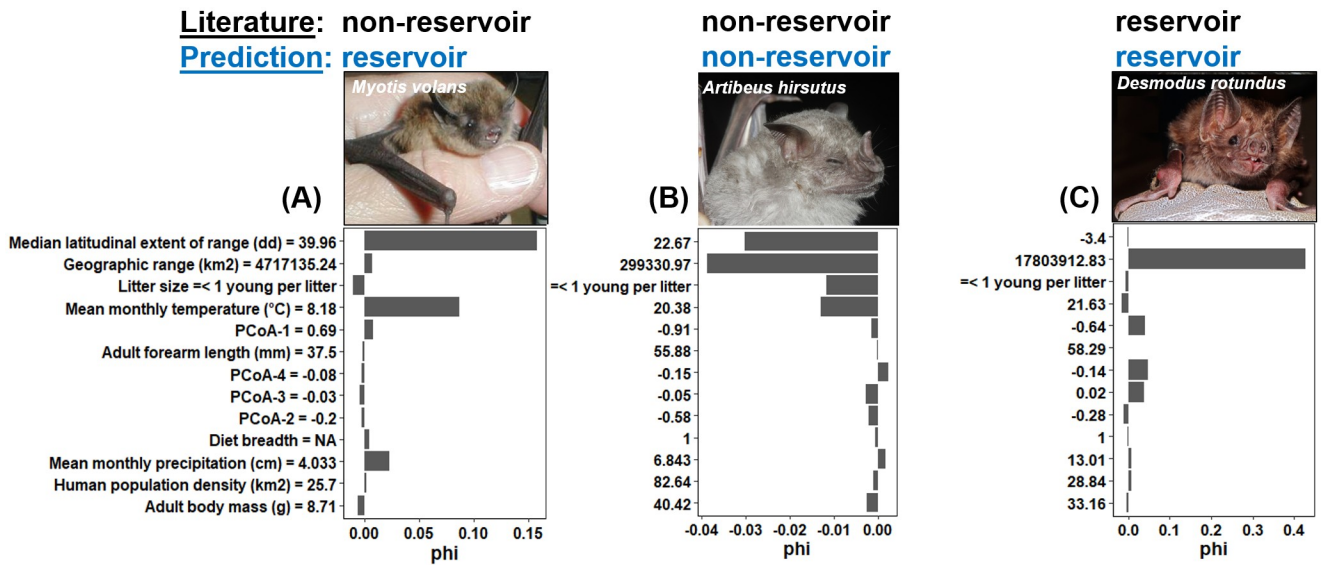 Literature: non-reservoir non-reservoir reservoir
Prediction: reservoir non-reservoir reservoir
Myotis volans Artibeus hirsutus Desmodus rotundus
(A) (B) (C)
Median latitudinal extent of range (dd) = 39.96 22.67 -3.4
Geographic range (km2) = 4717135.24 299330.97 17803912.83
Litter size =< 1 young per litter =< 1 young per litter =< 1 young per litter
Mean monthly temperature (°C) = 8.18 20.38 21.63
PCoA-1 = 0.69 -0.91 -0.64
Adult forearm length (mm) = 37.5 55.88 58.29
PCoA-4 = -0.08 -0.15 -0.14
PCoA-3 = -0.03 -0.05 0.02
PCoA-2 = -0.2 -0.58 -0.28
Diet breadth = NA 1 1
Mean monthly precipitation (cm) = 4.033 6.843 13.01
Human population density (km2) = 25.7 82.64 28.84
Adult body mass (g) = 8.71 40.42 33.16
0.00 0.05 0.10 0.15 -0.04 -0.03 -0.02 -0.01 0.00 0.0 0.1 0.2 0.3 0.4
phi phi phi